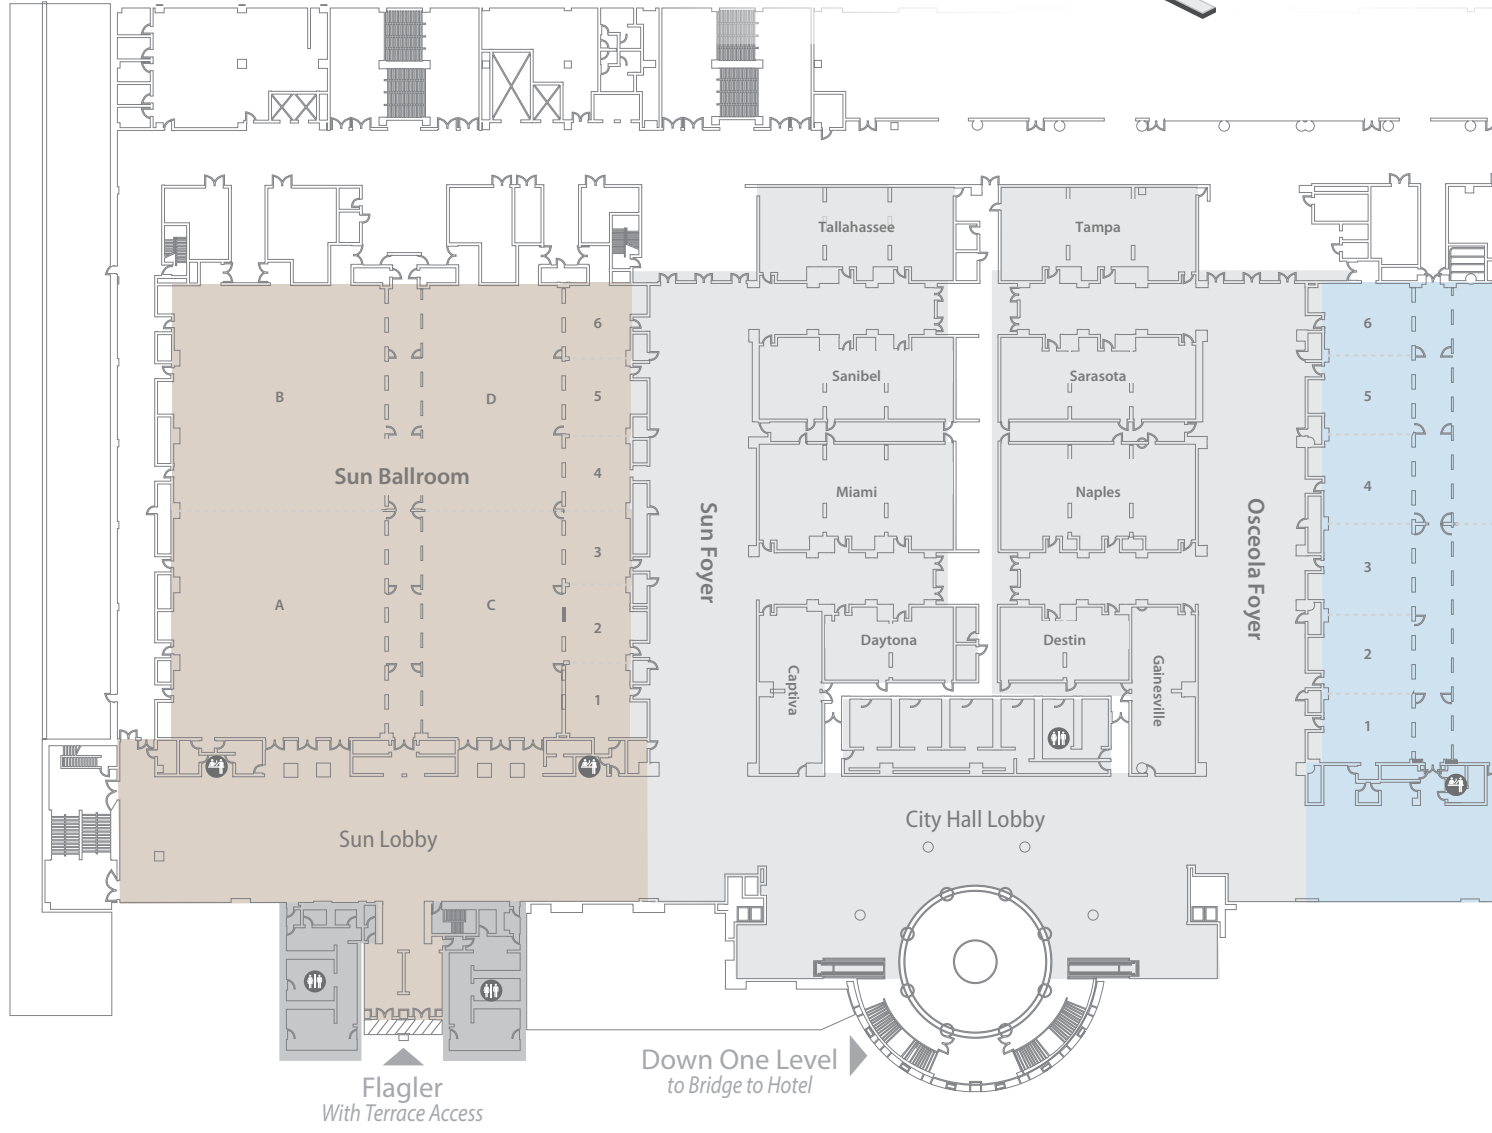 Tallahassee
Tampa
6
6
B
D
5
Sanibel
Sarasota
5
Sun Ballroom
4
Miami
Naples
4
Sun Foyer
Osceola Foyer
3
3
A
C
2
Daytona
Destin
2
Captiva
Gainesville
1
1
Sun Lobby
City Hall Lobby
Down One Level
to Bridge to Hotel
Flagler
With Terrace Access